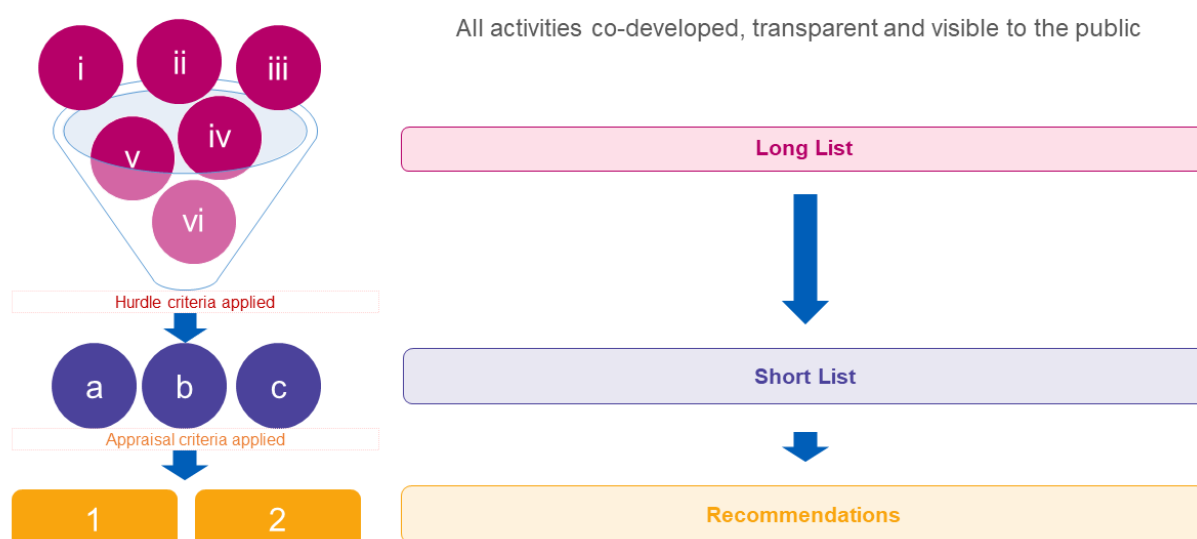 All activities co-developed, transparent and visible to the public
i
ii
iii
iv
v
vi
Long List
Hurdle criteria applied
a
b
c
Short List
Appraisal criteria applied
1
2
Recommendations